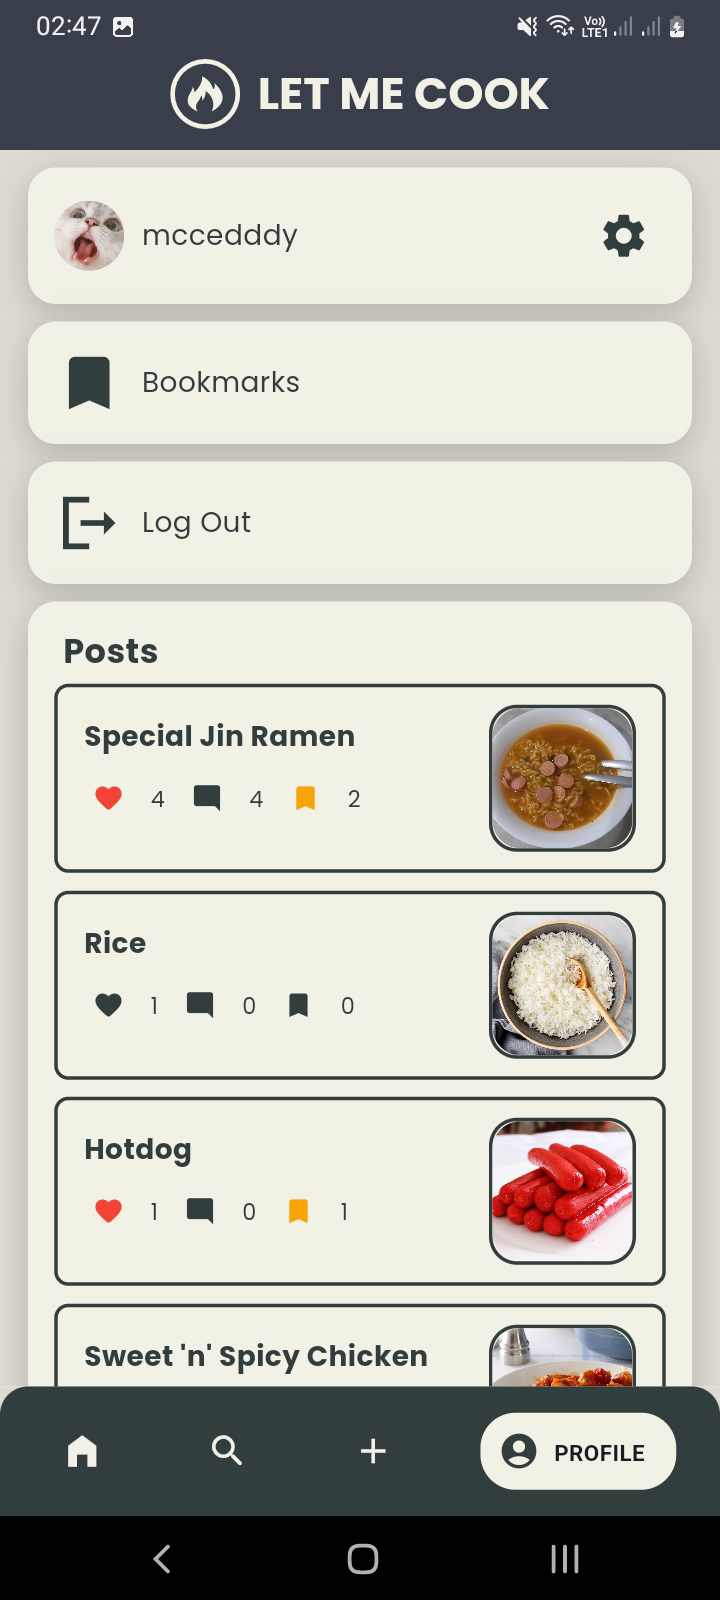 02:47
Vo))
LTE1
LET ME COOK
mccedddy
Bookmarks
Log Out
Posts
Special Jin Ramen
4 4 2
Rice
1 0 0
Hotdog
1 0 1
Sweet 'n' Spicy Chicken
PROFILE